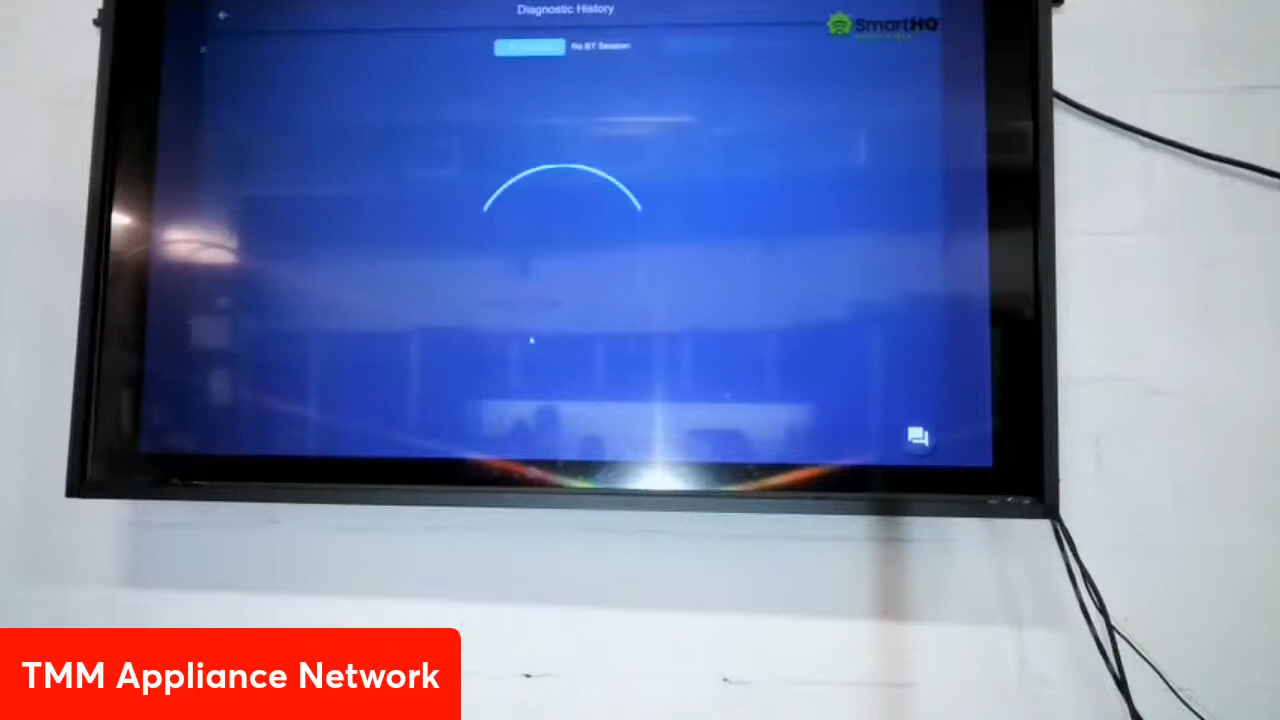 Diagnostic History
SmartHQ
No BT Session
TMM Appliance Network